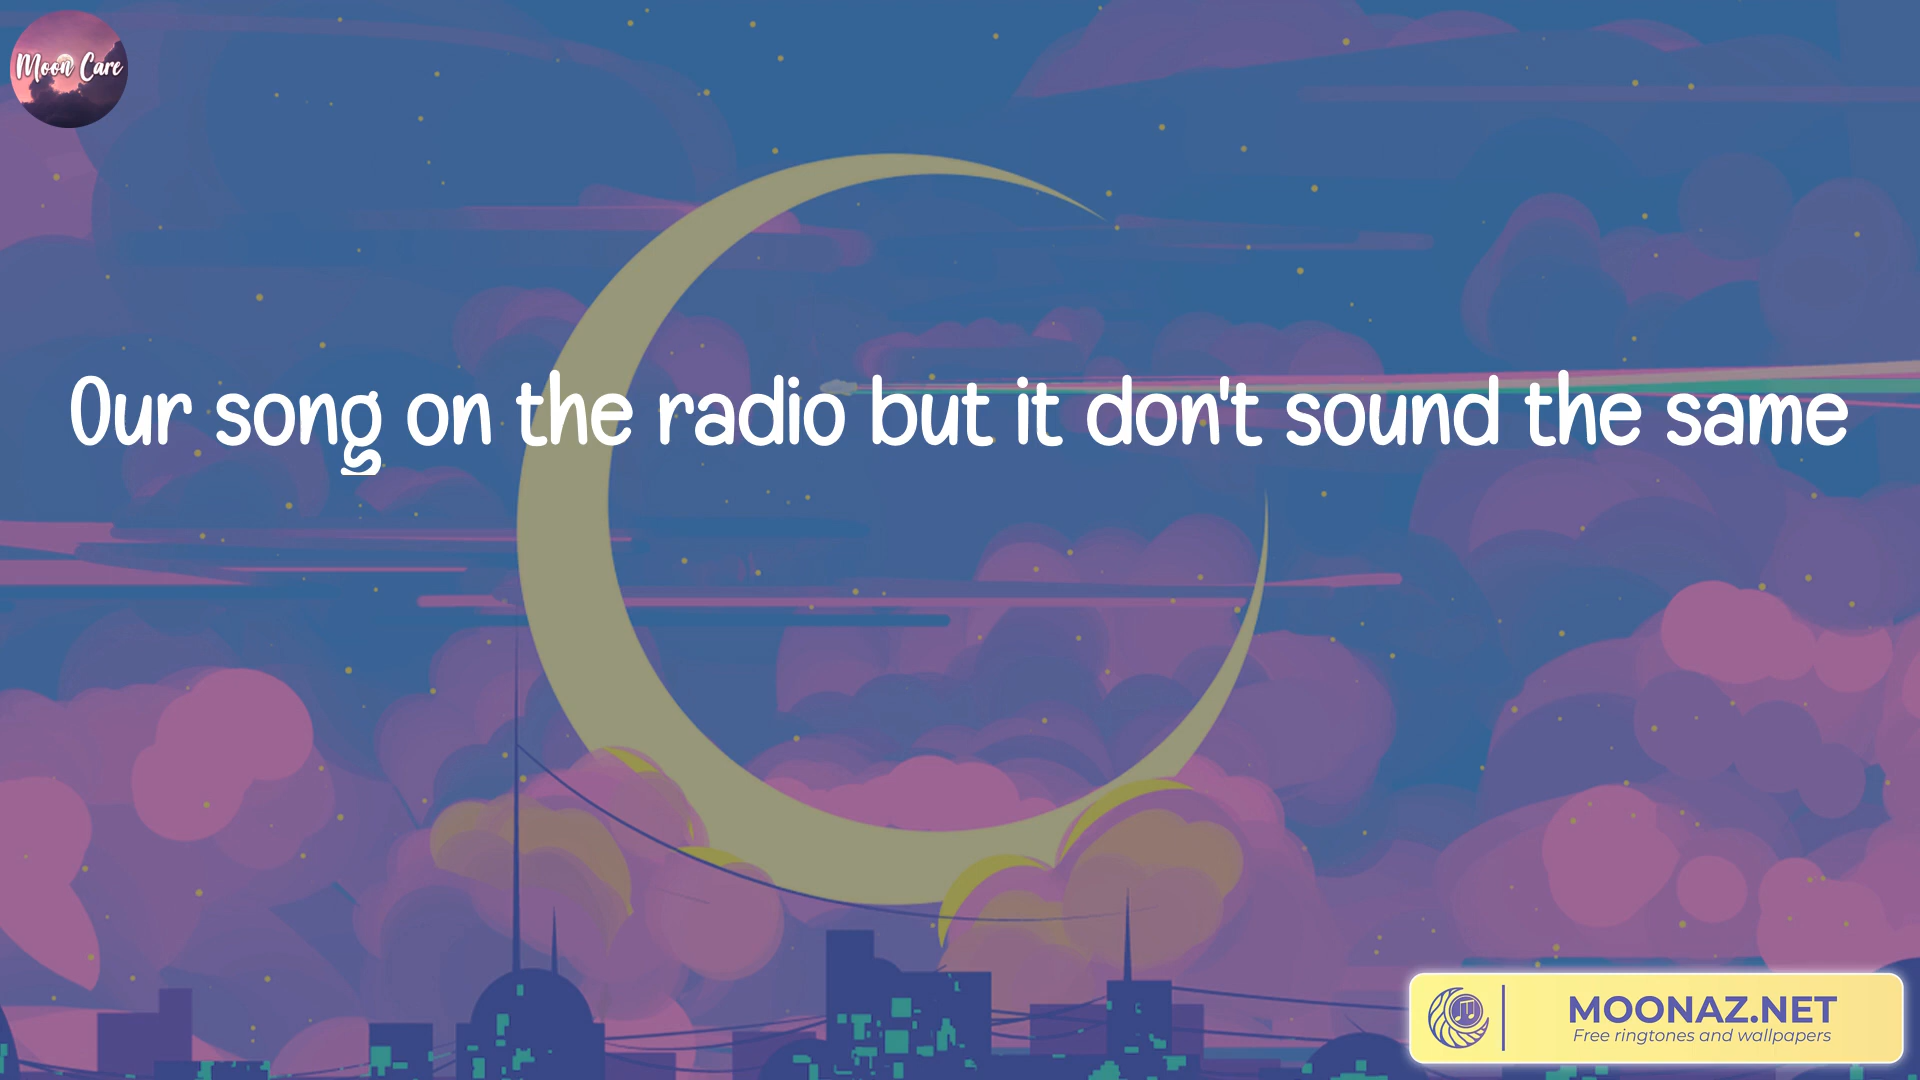 Moon Care
Our song on the radio but it don't sound the same
MOONAZ.NET
Free ringtones and wallpapers